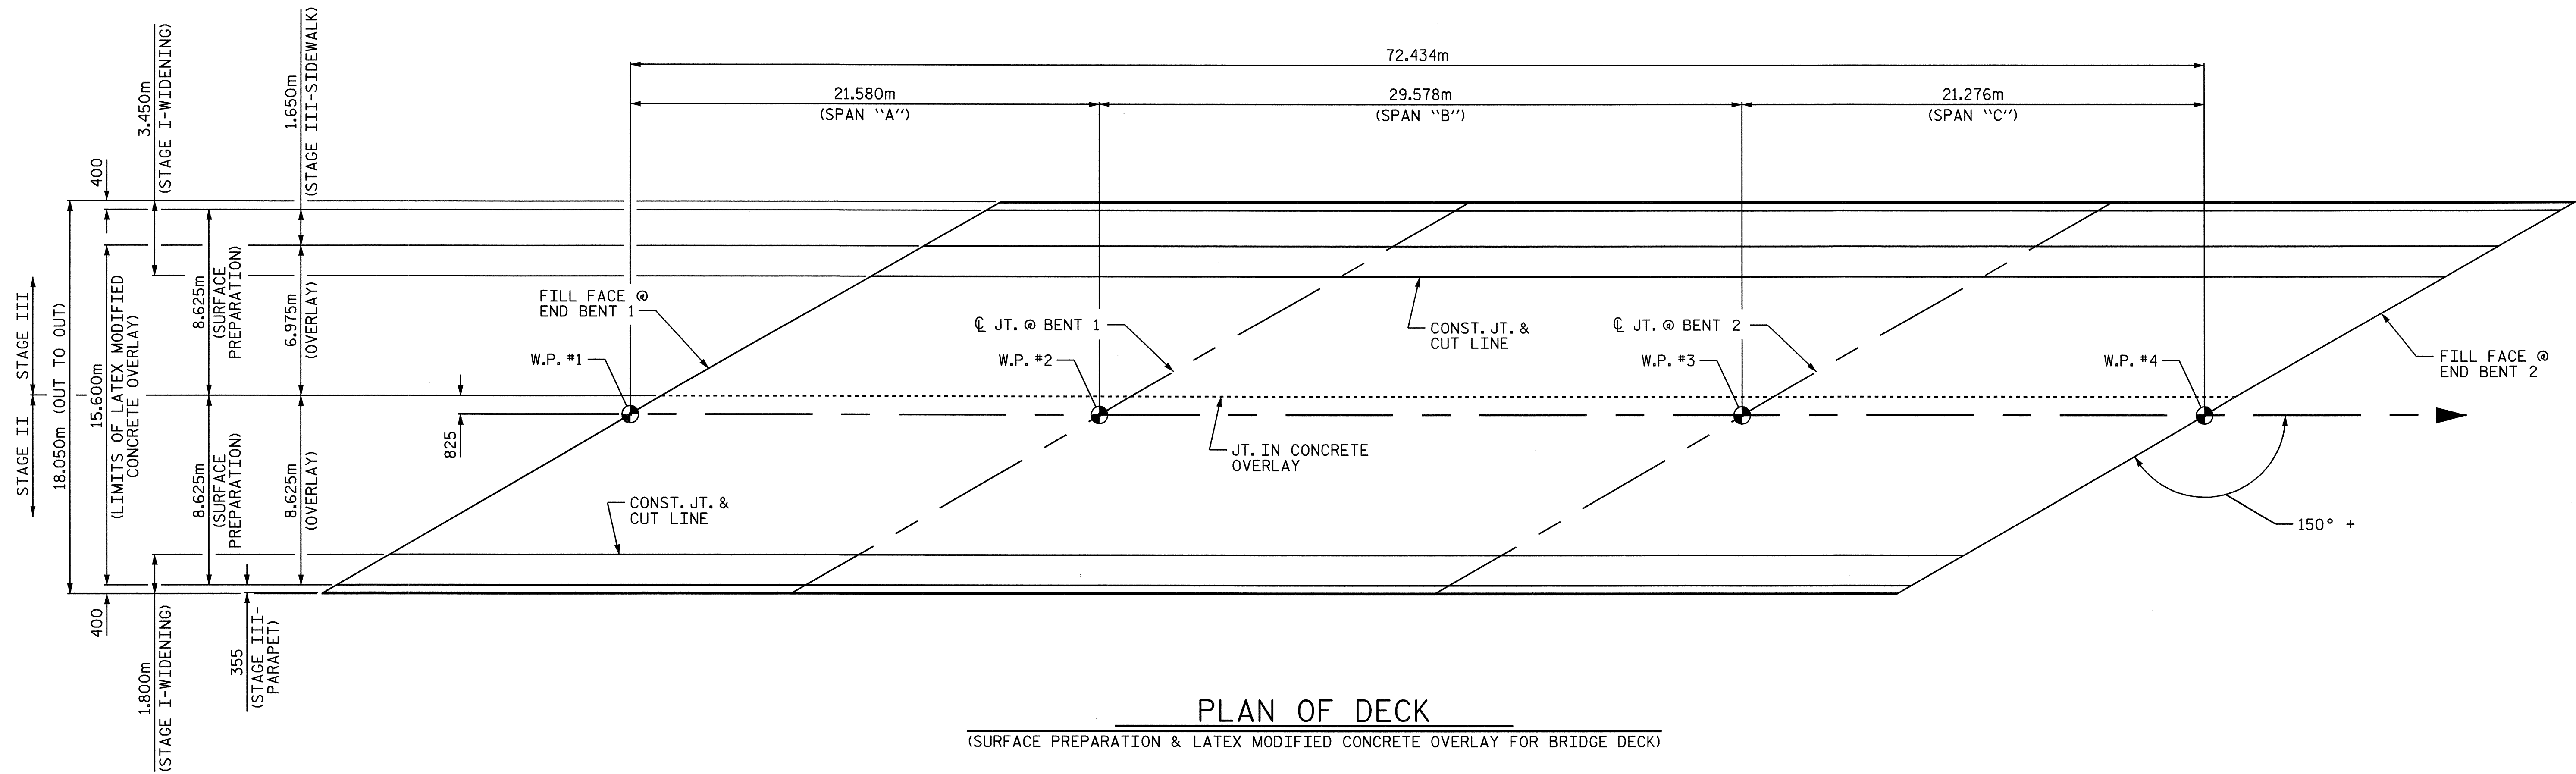 72.434m
21.580m
(SPAN “A”)
29.578m
(SPAN “B”)
21.276m
(SPAN “C”)
3.450m
(STAGE I-WIDENING)
1.650m
(STAGE III-SIDEWALK)
400
STAGE II
STAGE III
18.050m (OUT TO OUT)
15.600m
(LIMITS OF LATEX MODIFIED
CONCRETE OVERLAY)
8.625m
(SURFACE
PREPARATION)
6.975m
(OVERLAY)
8.625m
(SURFACE
PREPARATION)
8.625m
(OVERLAY)
825
400
1.800m
(STAGE I-WIDENING)
355
(STAGE III-
PARAPET)
FILL FACE @
END BENT 1
W.P. #1
℄ JT. @ BENT 1
W.P. #2
CONST. JT. &
CUT LINE
℄ JT. @ BENT 2
W.P. #3
W.P. #4
FILL FACE @
END BENT 2
JT. IN CONCRETE
OVERLAY
CONST. JT. &
CUT LINE
150° +
PLAN OF DECK
(SURFACE PREPARATION & LATEX MODIFIED CONCRETE OVERLAY FOR BRIDGE DECK)